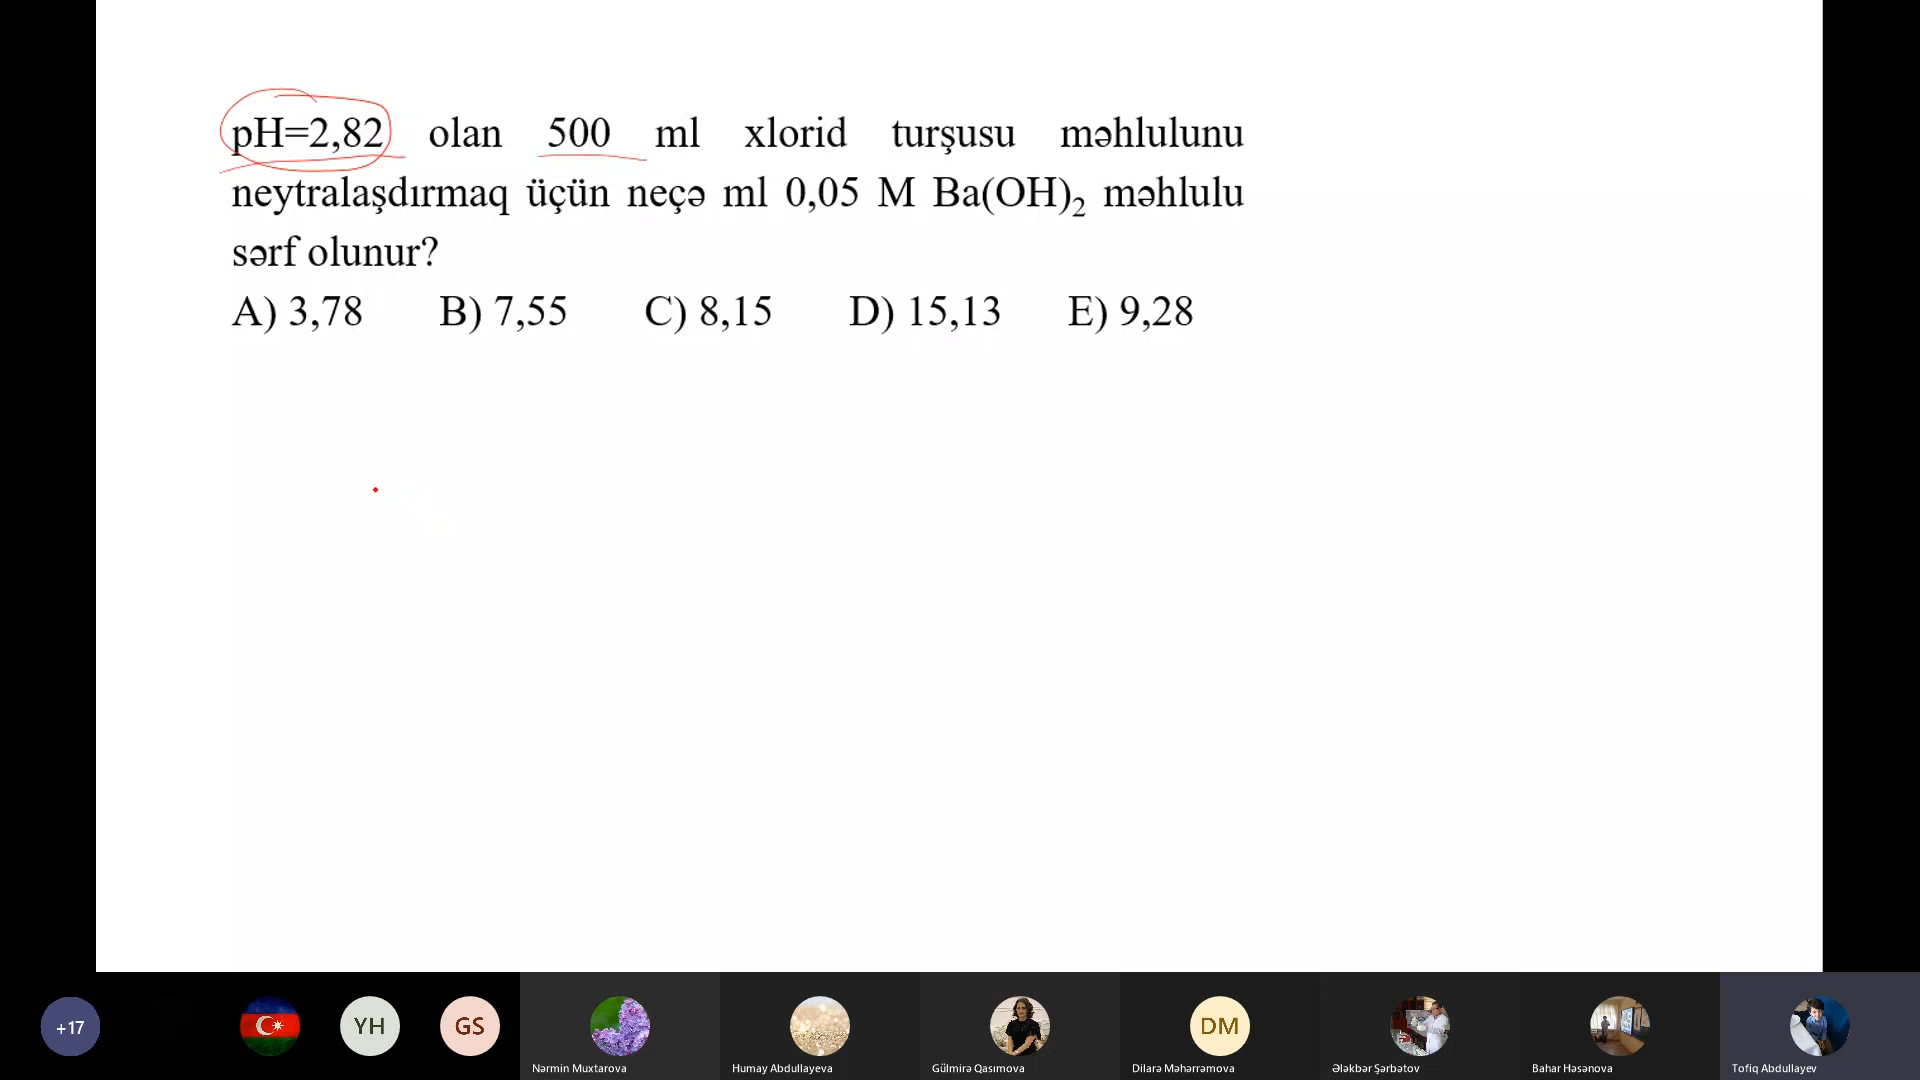 pH=2,82 olan 500 ml xlorid turşusu məhlulunu
neytralaşdırmaq üçün neçə ml 0,05 M Ba(OH)₂ məhlulu
sərf olunur?
A) 3,78 B) 7,55 C) 8,15 D) 15,13 E) 9,28
+17 YH GS DM
Nərmin Muxtarova Humay Abdullayeva Gülmirə Qasımova Dilarə Məhərrəmova Ələkbər Şərbətov Bahar Həsənova Tofiq Abdullayev